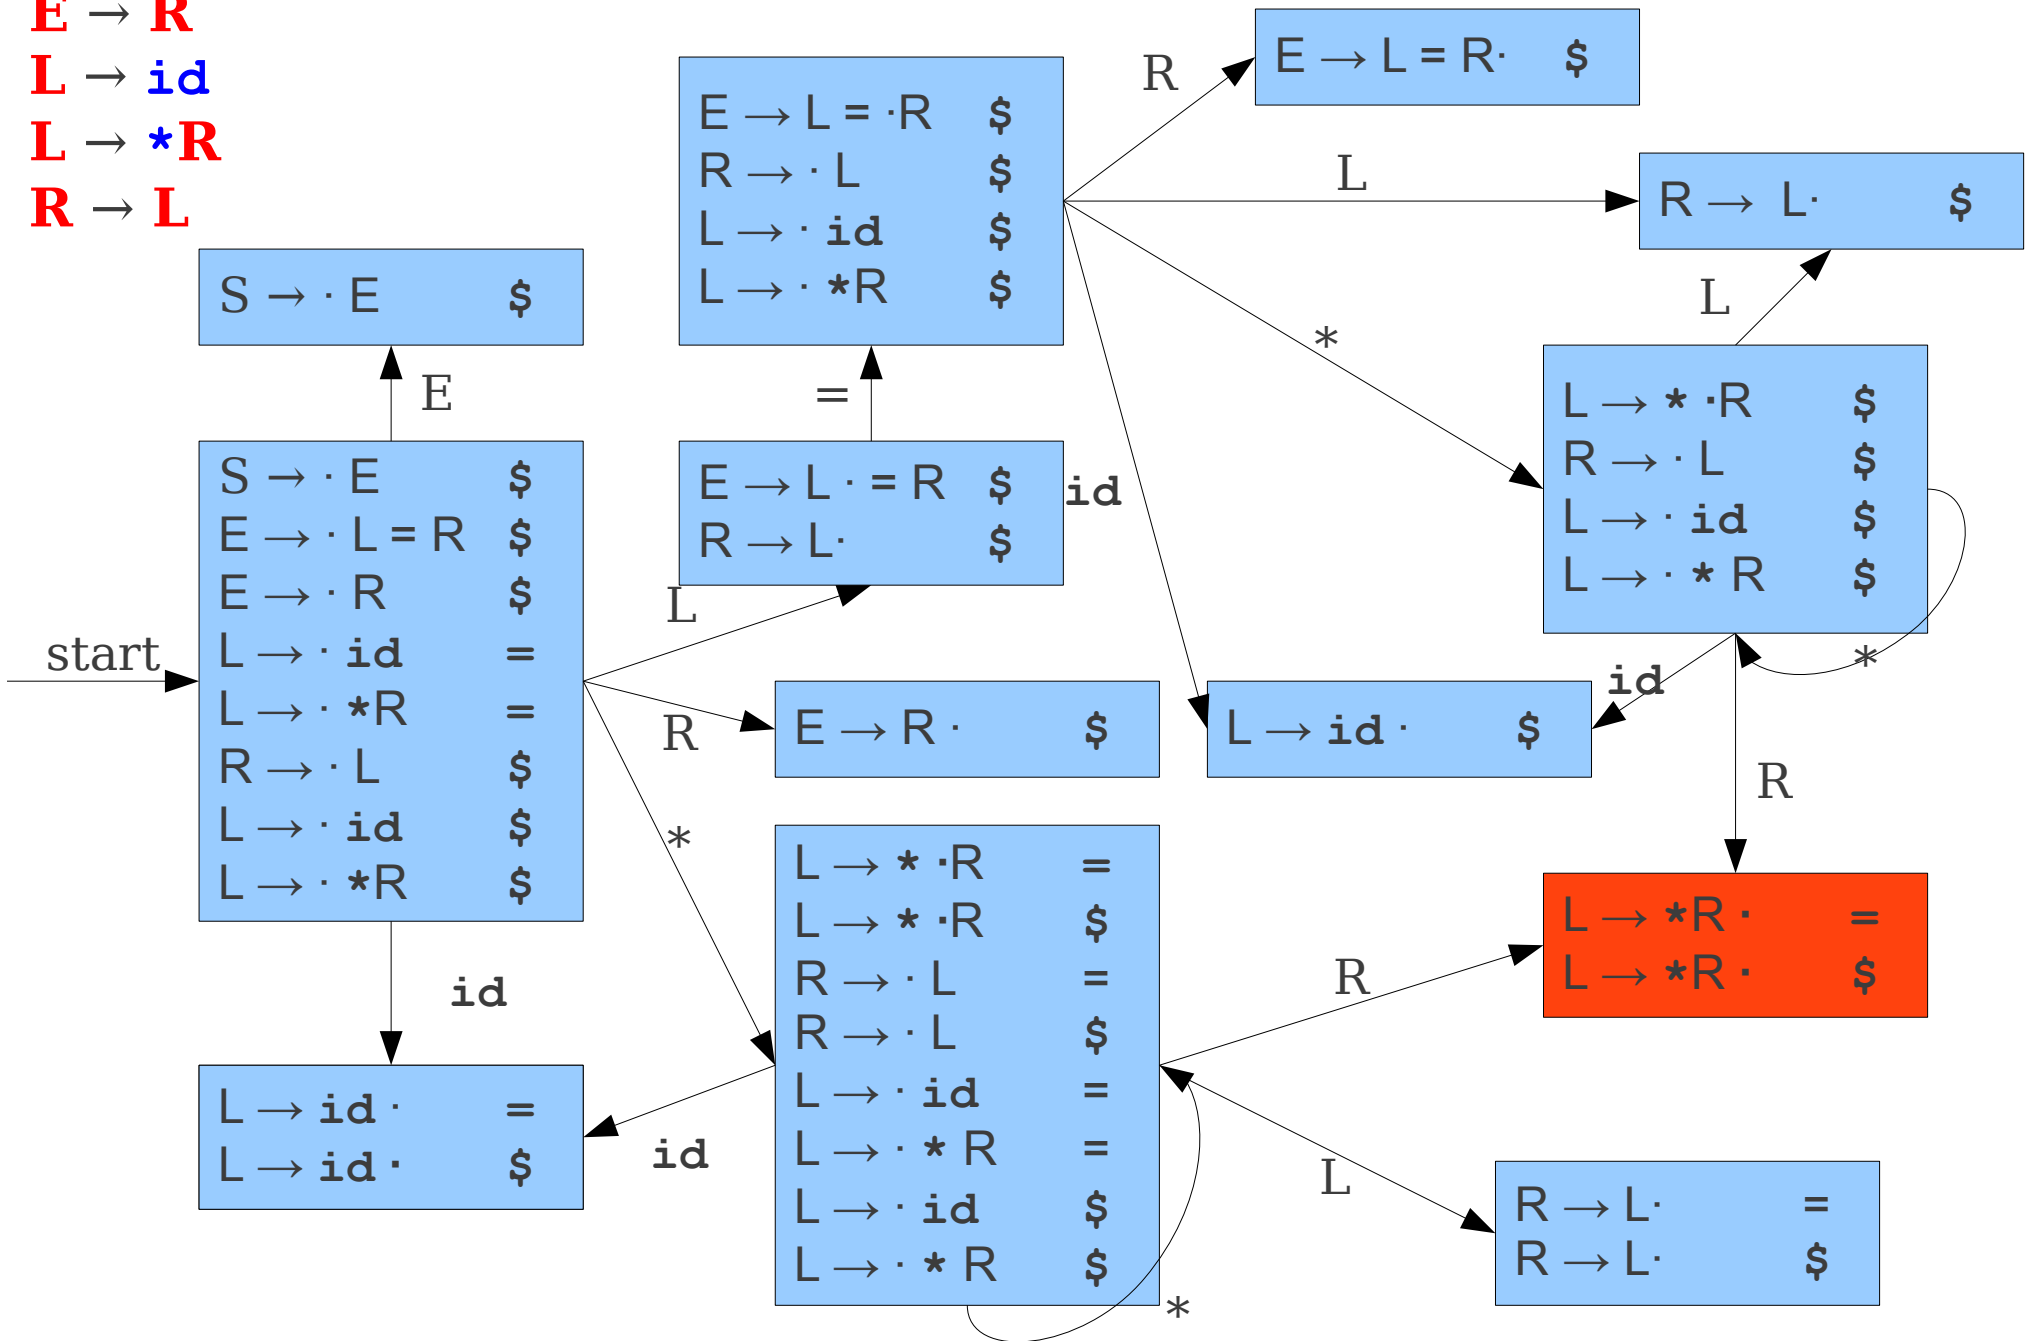 E → R
L → id
L → *R
R → L
S → · E $
E
S → · E $
E → · L = R $
E → · R $
L → · id =
L → · *R =
R → · L $
L → · id $
L → · *R $
start
id
L → id · =
L → id · $
E → L = ·R $
R → · L $
L → · id $
L → · *R $
=
E → L · = R $
R → L· $
L
R
*
E → R · $
L → * ·R =
L → * ·R $
R → · L =
R → · L $
L → · id =
L → · * R =
L → · id $
L → · * R $
id
*
R
L
R
E → L = R· $
L
R → L· $
*
id
L
L → * ·R $
R → · L $
L → · id $
L → · * R $
*
id
L → id · $
R
L → *R · =
L → *R · $
R → L· =
R → L· $